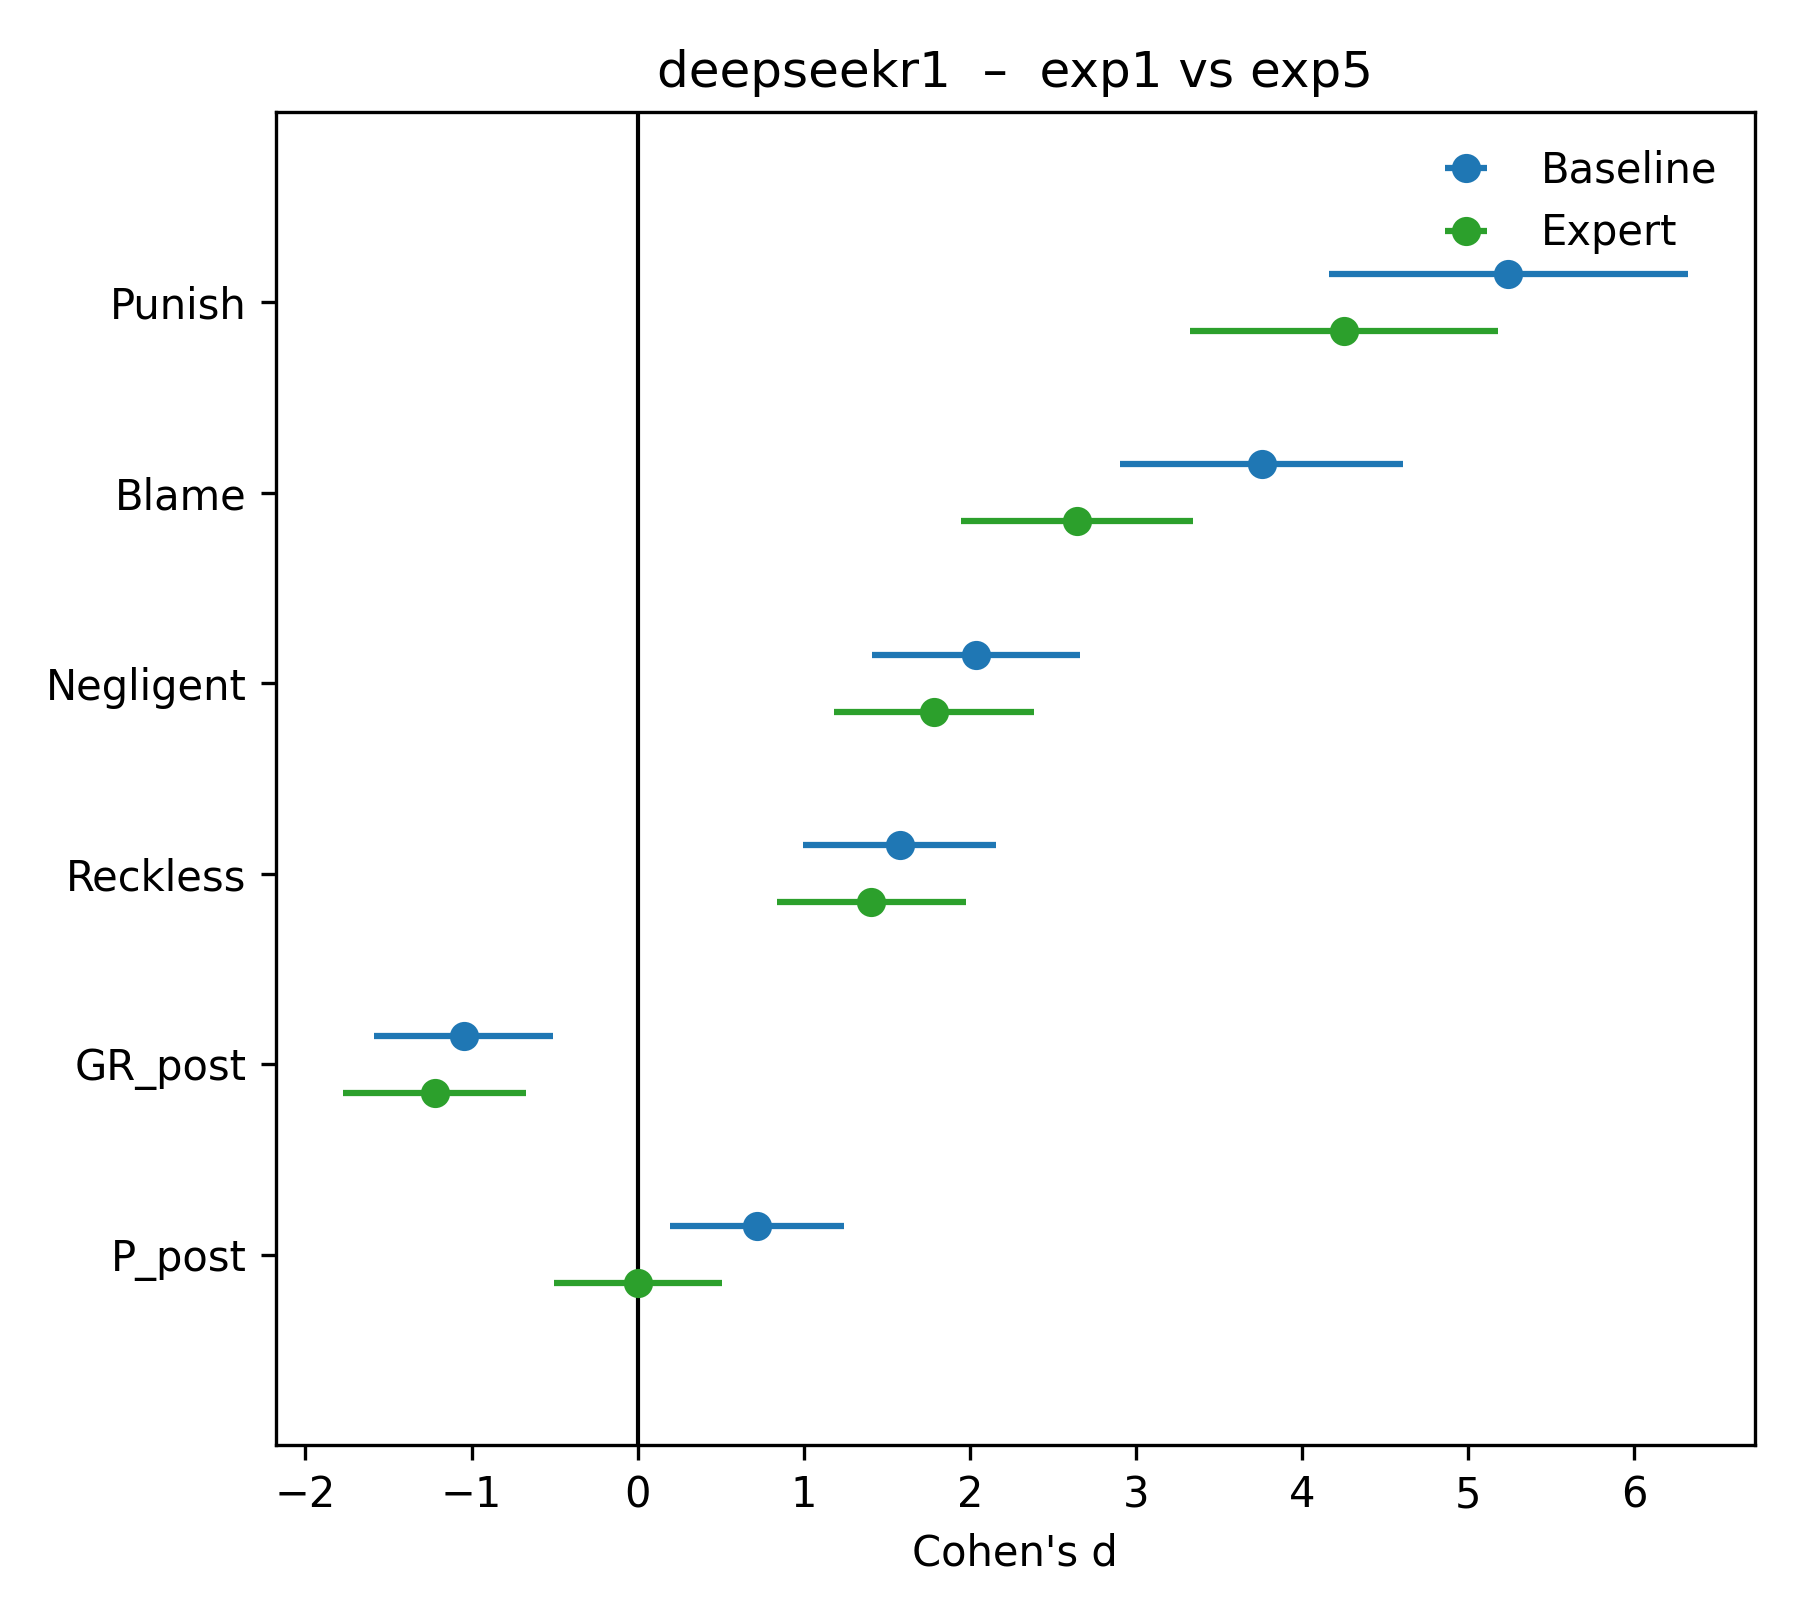 deepseekr1 – exp1 vs exp5
Baseline
Expert
Punish
Blame
Negligent
Reckless
GR_post
P_post
−2 −1 0 1 2 3 4 5 6
Cohen's d